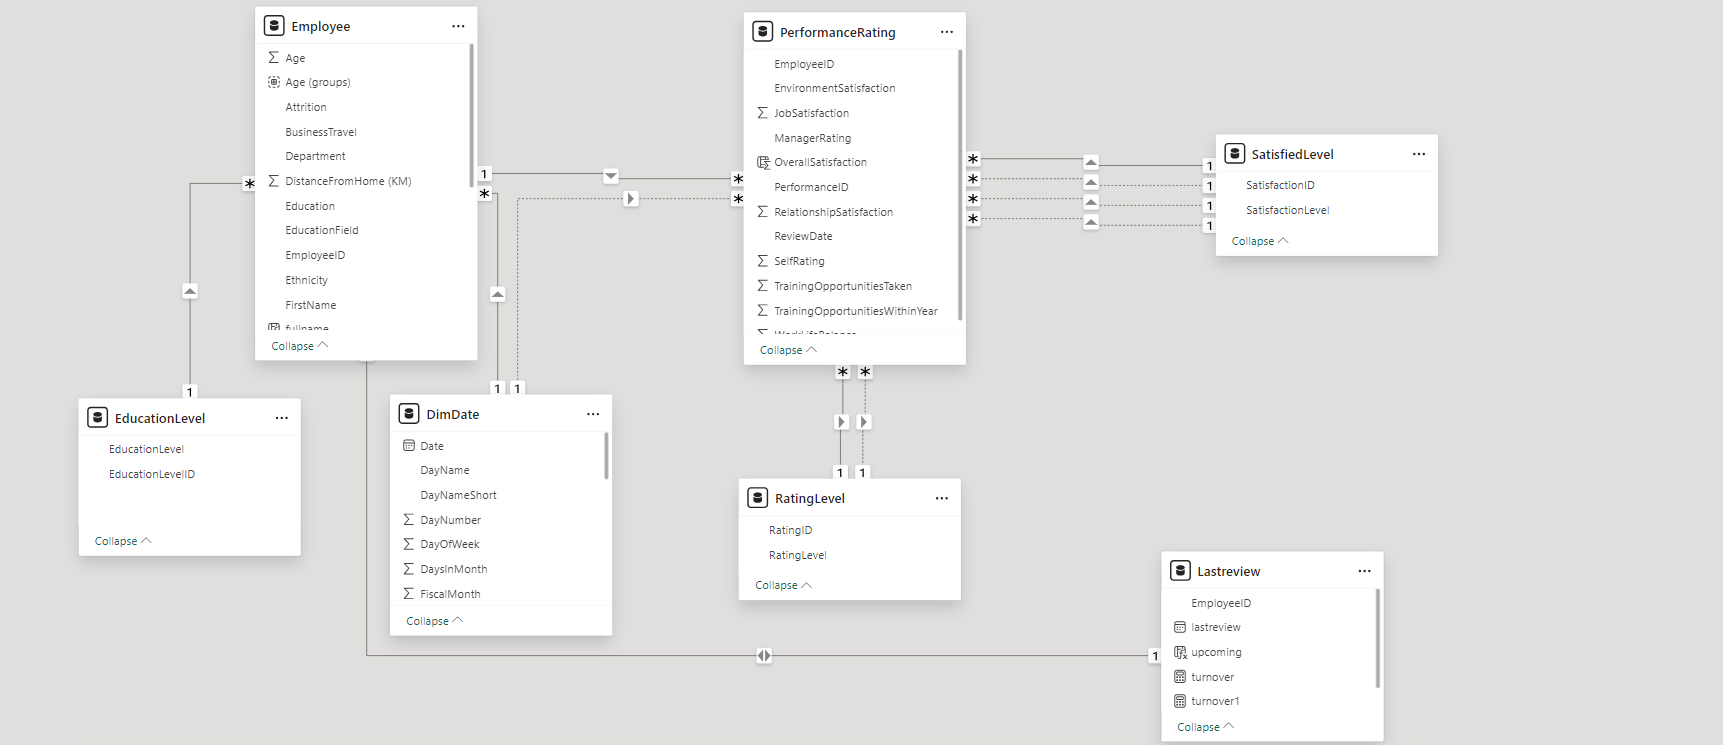 Employee
Age
Age (groups)
Attrition
BusinessTravel
Department
DistanceFromHome (KM)
Education
EducationField
EmployeeID
Ethnicity
FirstName
fullname
Collapse
PerformanceRating
EmployeeID
EnvironmentSatisfaction
JobSatisfaction
ManagerRating
OverallSatisfaction
PerformanceID
RelationshipSatisfaction
ReviewDate
SelfRating
TrainingOpportunitiesTaken
TrainingOpportunitiesWithinYear
WorkLifeBalance
Collapse
SatisfiedLevel
SatisfactionID
SatisfactionLevel
Collapse
1
*
*
*
1
*
*
*
*
*
*
1
1
1
1
1
1
1
EducationLevel
EducationLevel
EducationLevelID
Collapse
DimDate
Date
DayName
DayNameShort
DayNumber
DayOfWeek
DaysInMonth
FiscalMonth
Collapse
*
*
1
1
RatingLevel
RatingID
RatingLevel
Collapse
1
Lastreview
EmployeeID
lastreview
upcoming
turnover
turnover1
Collapse